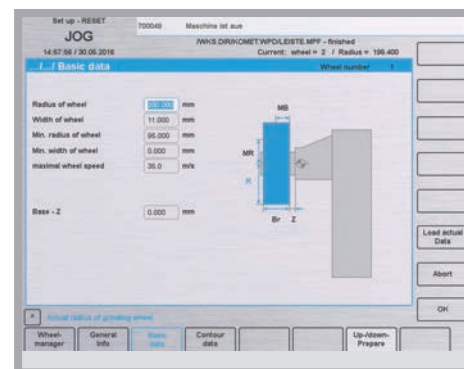 Set up - RESET
JOG
14:57:56 / 30.06.2016
700049 Maschine ist aus
/WKS.DIR/KOMET.WPD/LEISTE.MPF - finished
Current: wheel = 2 / Radius = 196.400
.../.../ Basic data
Wheel number 1
Radius of wheel 200.000 mm
Width of wheel 11.000 mm
Min. radius of wheel 95.000 mm
Min. width of wheel 0.000 mm
maximal wheel speed 35.0 m/s
Base - Z 0.000 mm
MB
MR
R
Br Z
Load actual
Data
Abort
OK
^ Actual radius of grinding wheel
Wheel-
manager
General
Info
Basic
data
Contour
data
Up-/down-
Prepare